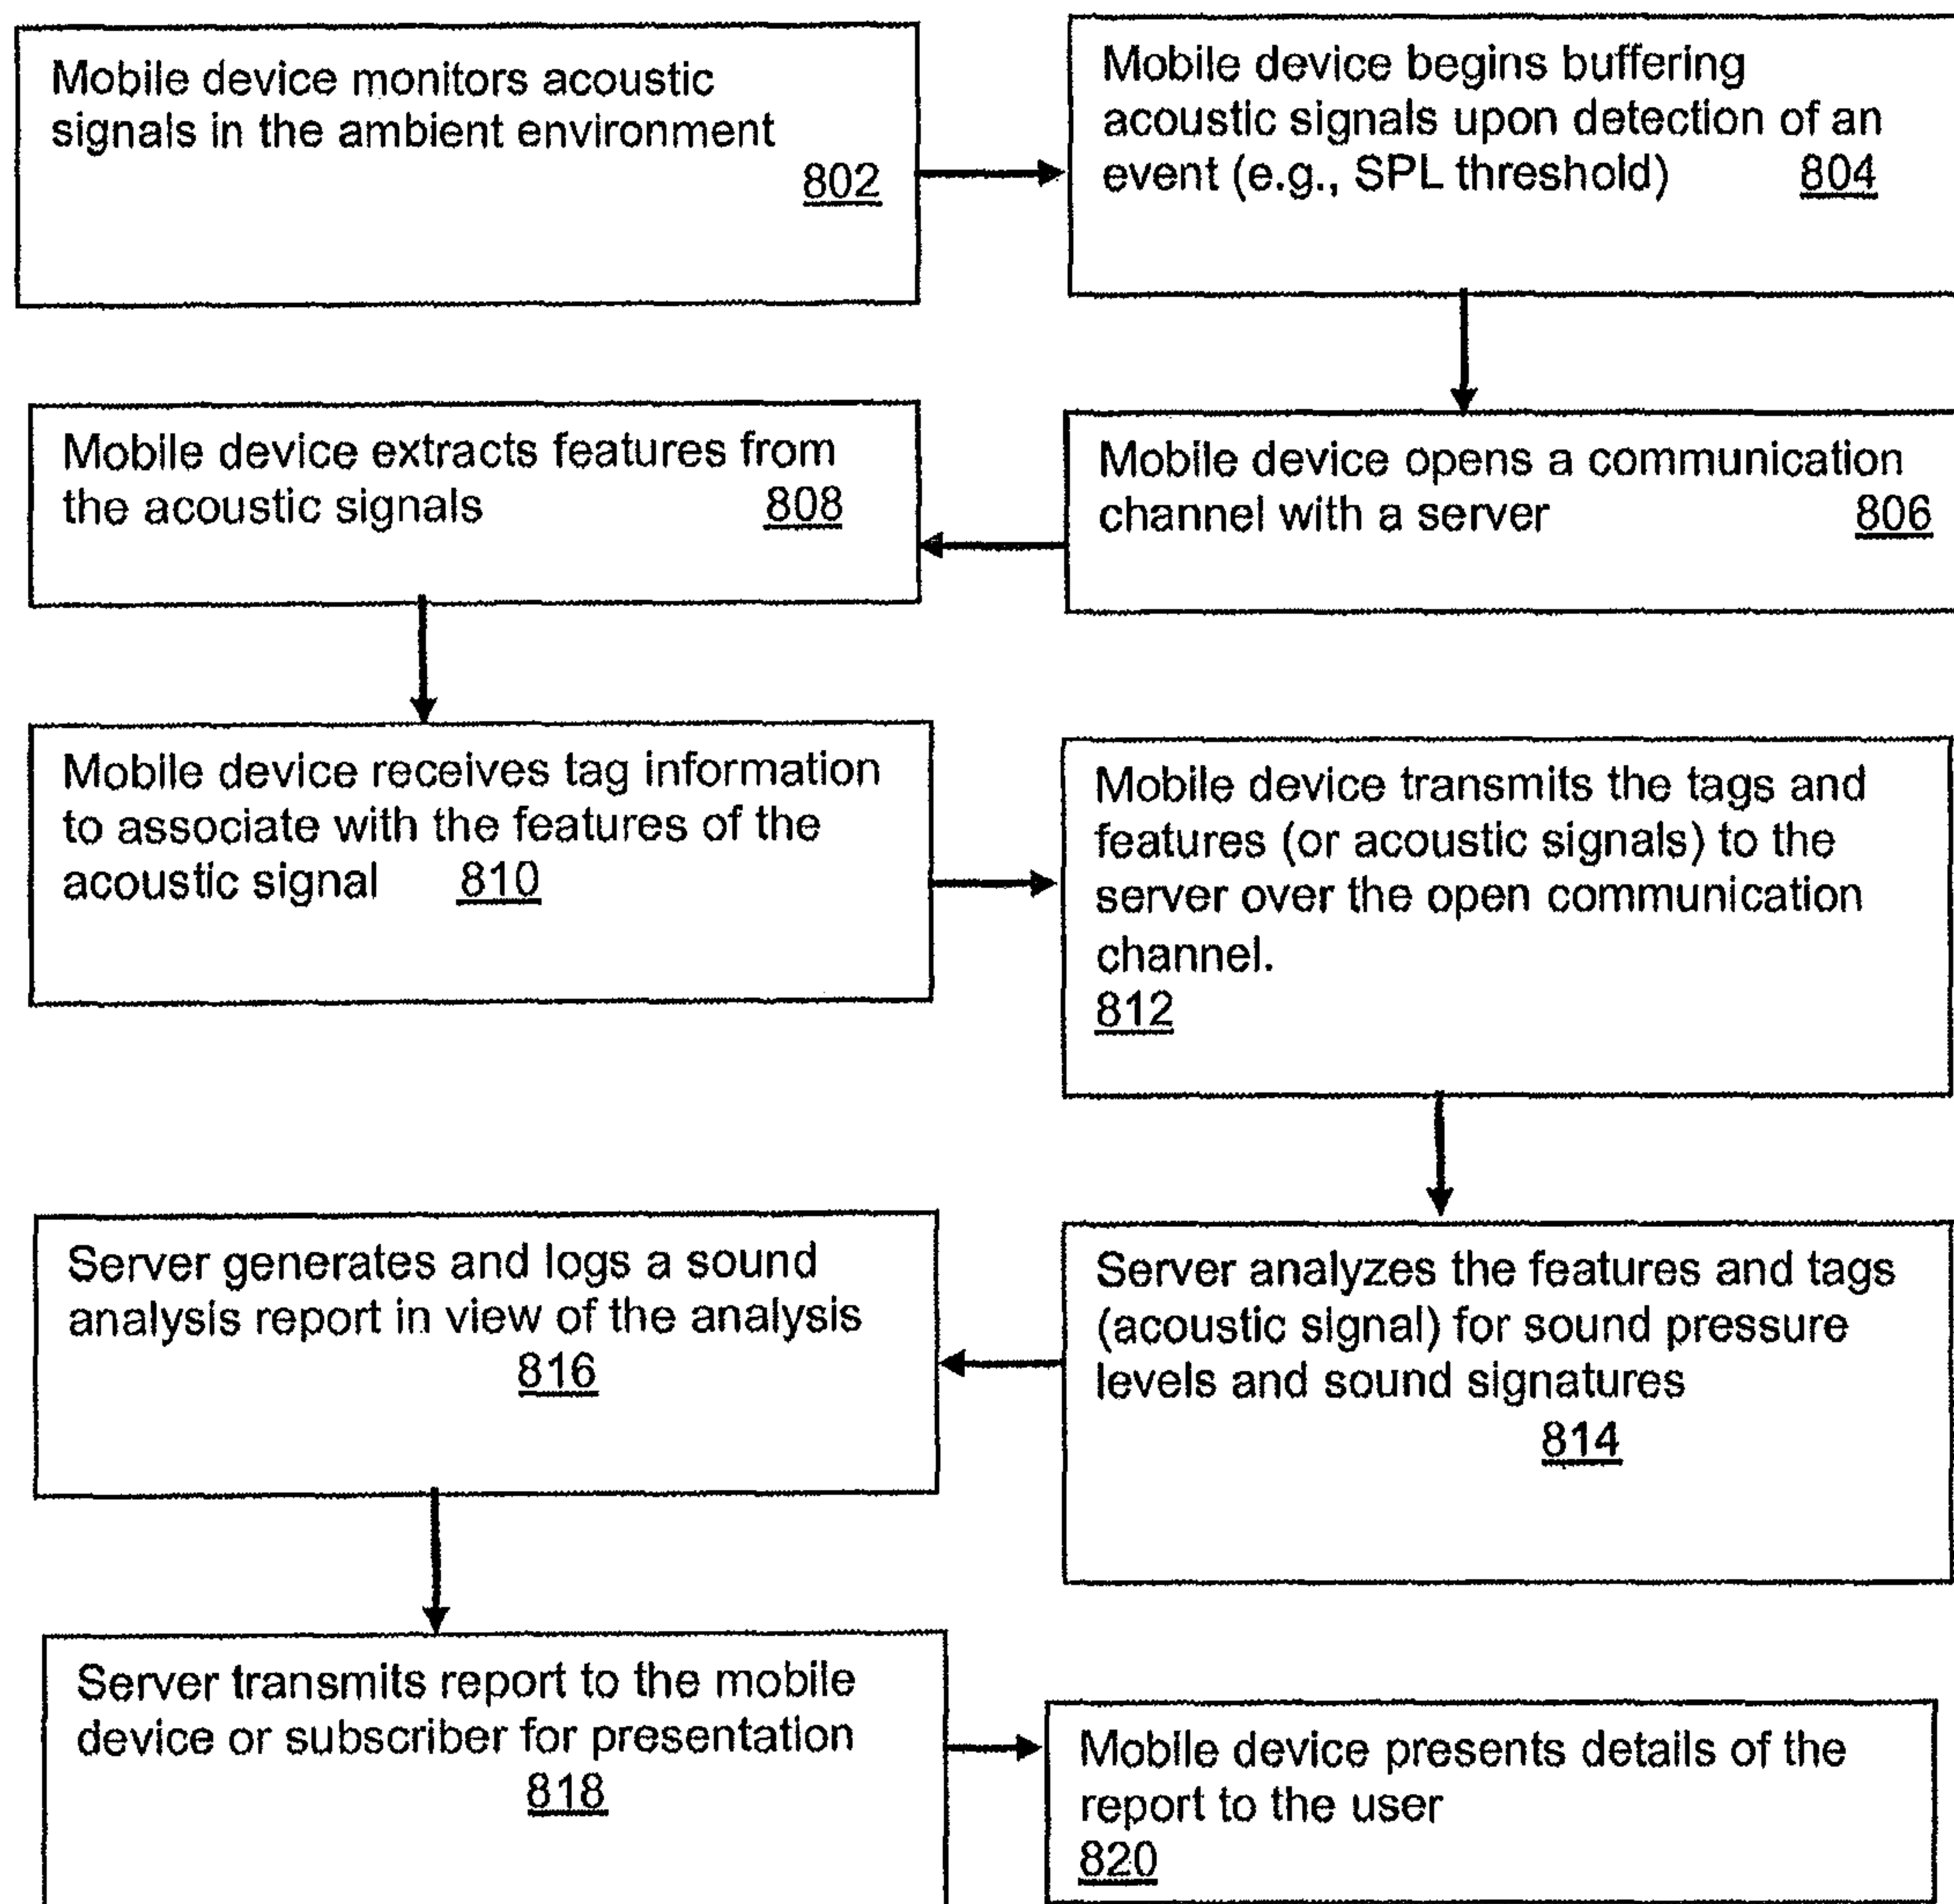 Mobile device monitors acoustic
signals in the ambient environment
802
Mobile device begins buffering
acoustic signals upon detection of an
event (e.g., SPL threshold) 804
Mobile device opens a communication
channel with a server 806
Mobile device extracts features from
the acoustic signals 808
Mobile device receives tag information
to associate with the features of the
acoustic signal 810
Mobile device transmits the tags and
features (or acoustic signals) to the
server over the open communication
channel.
812
Server analyzes the features and tags
(acoustic signal) for sound pressure
levels and sound signatures
814
Server generates and logs a sound
analysis report in view of the analysis
816
Server transmits report to the mobile
device or subscriber for presentation
818
Mobile device presents details of the
report to the user
820